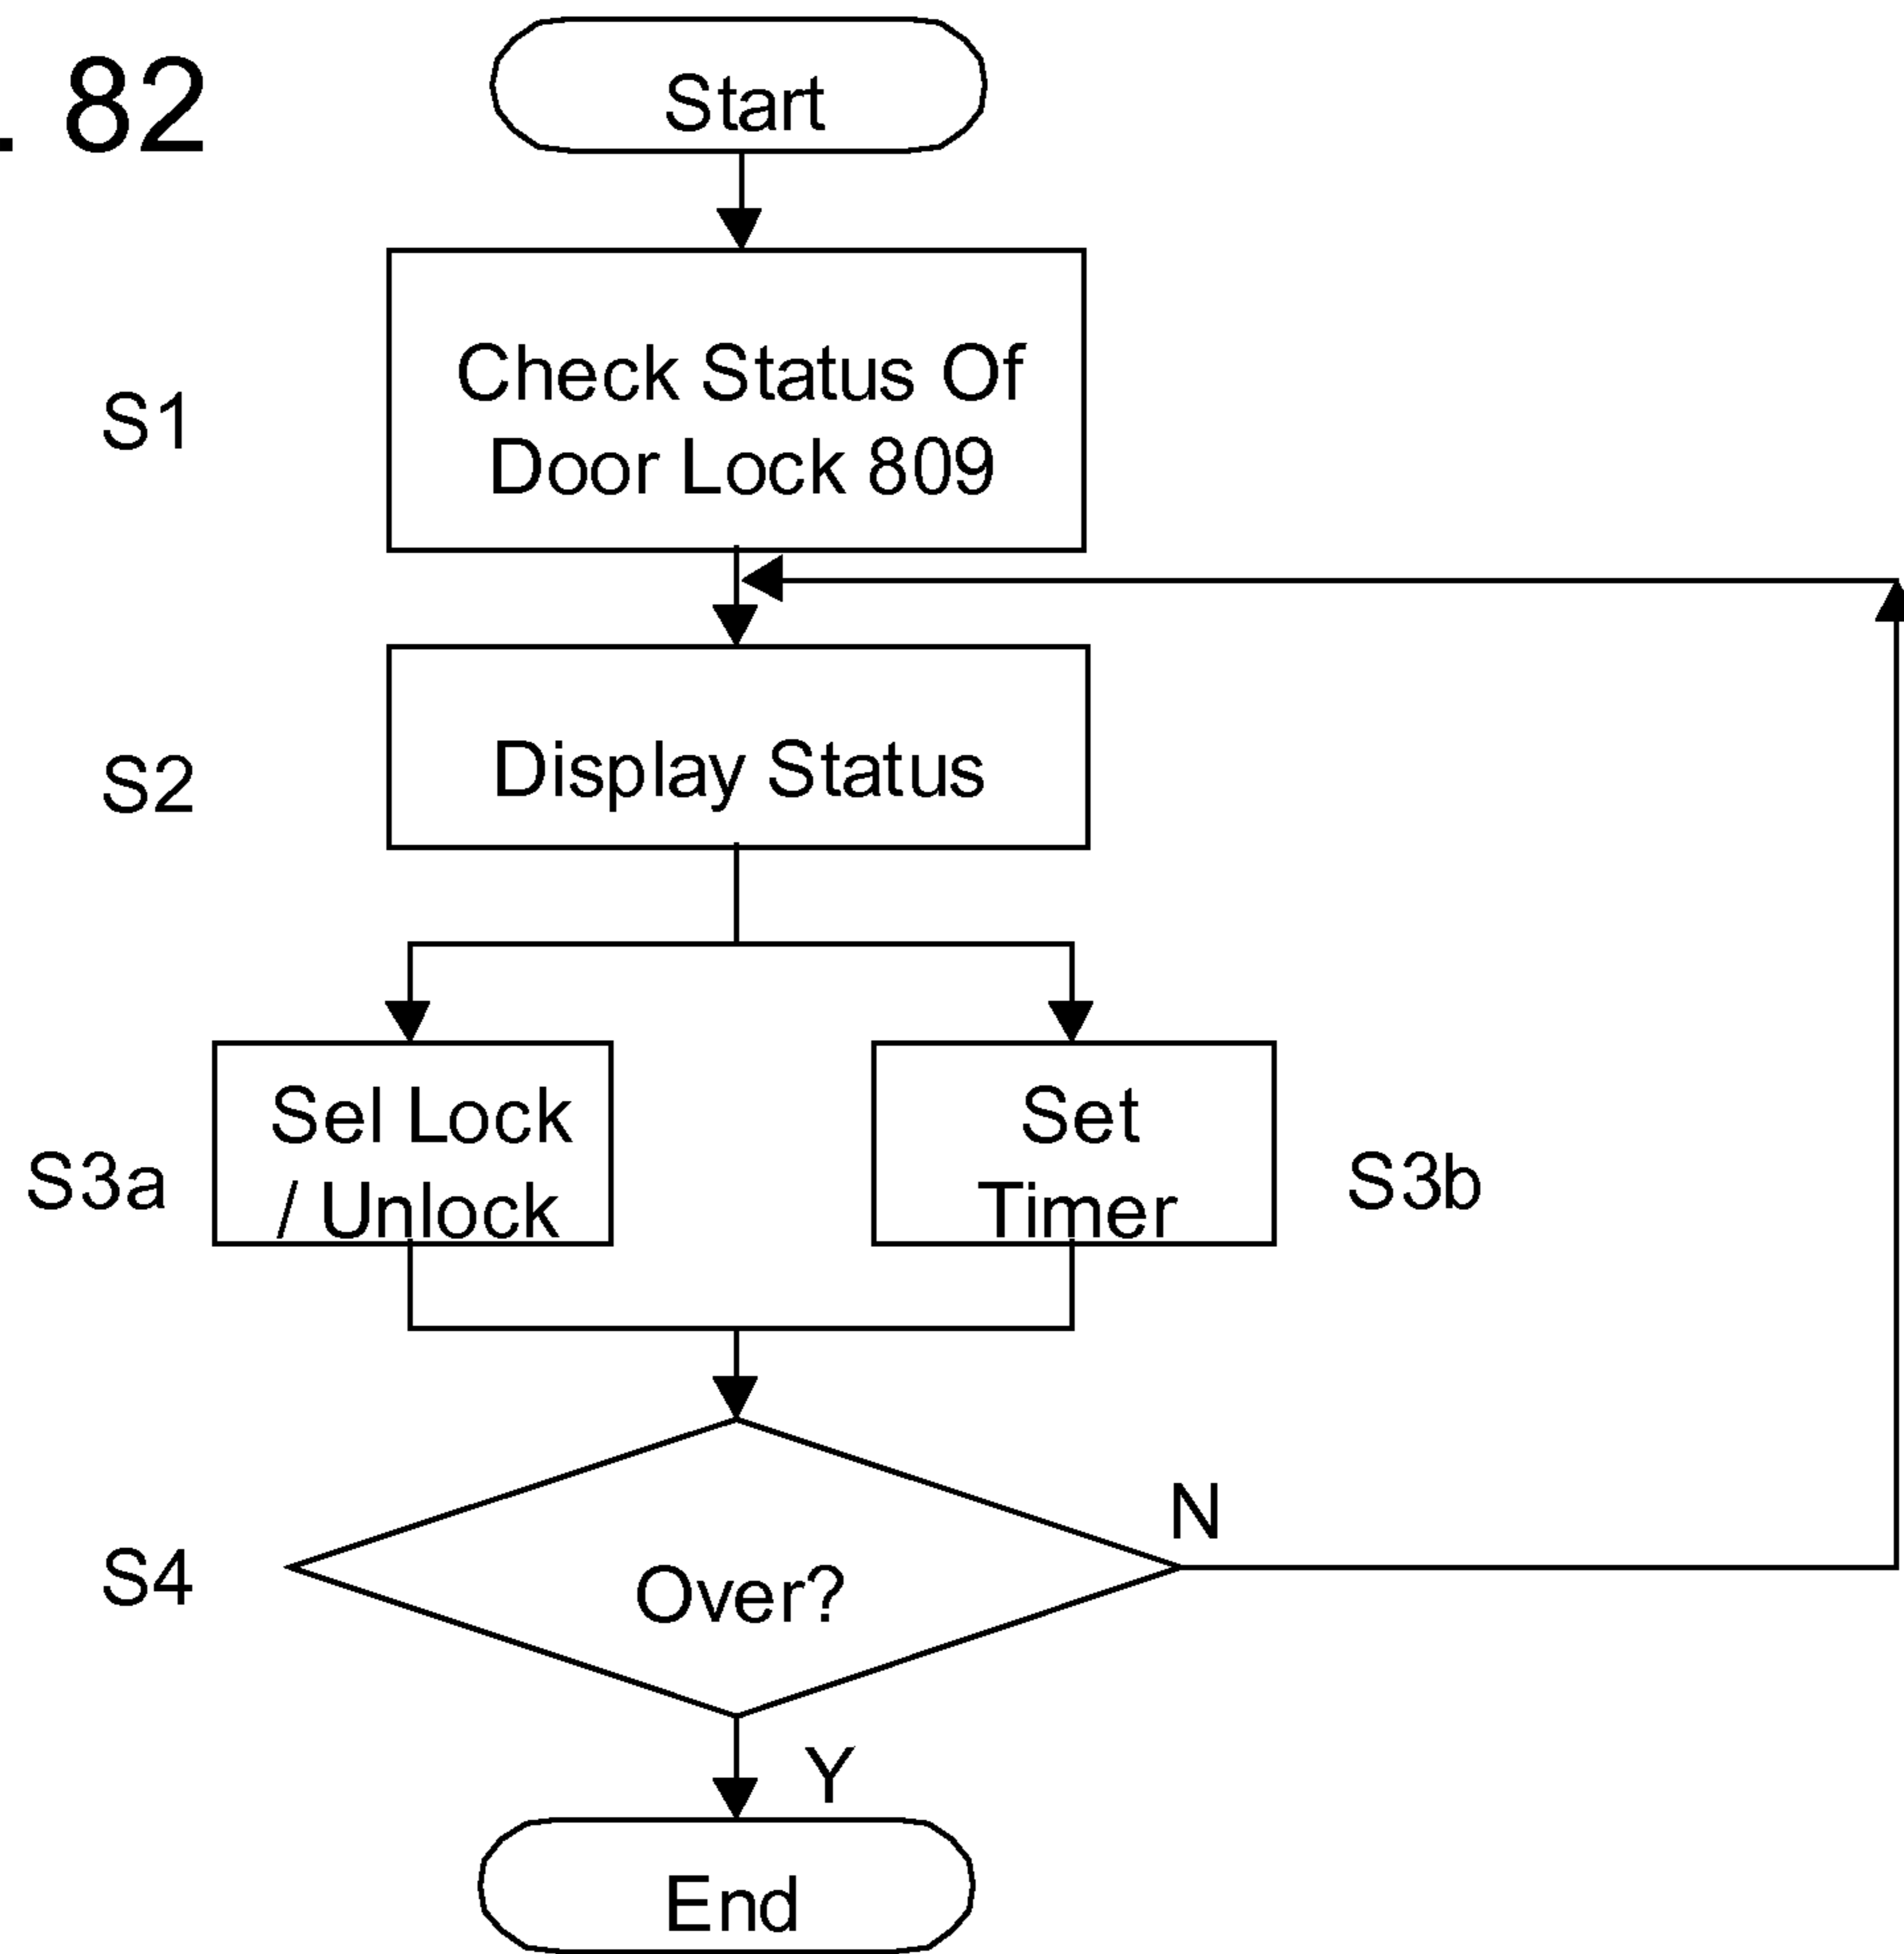 . 82
Start
S1
Check Status Of
Door Lock 809
S2
Display Status
S3a
Sel Lock
/ Unlock
Set
Timer
S3b
S4
Over?
N
Y
End